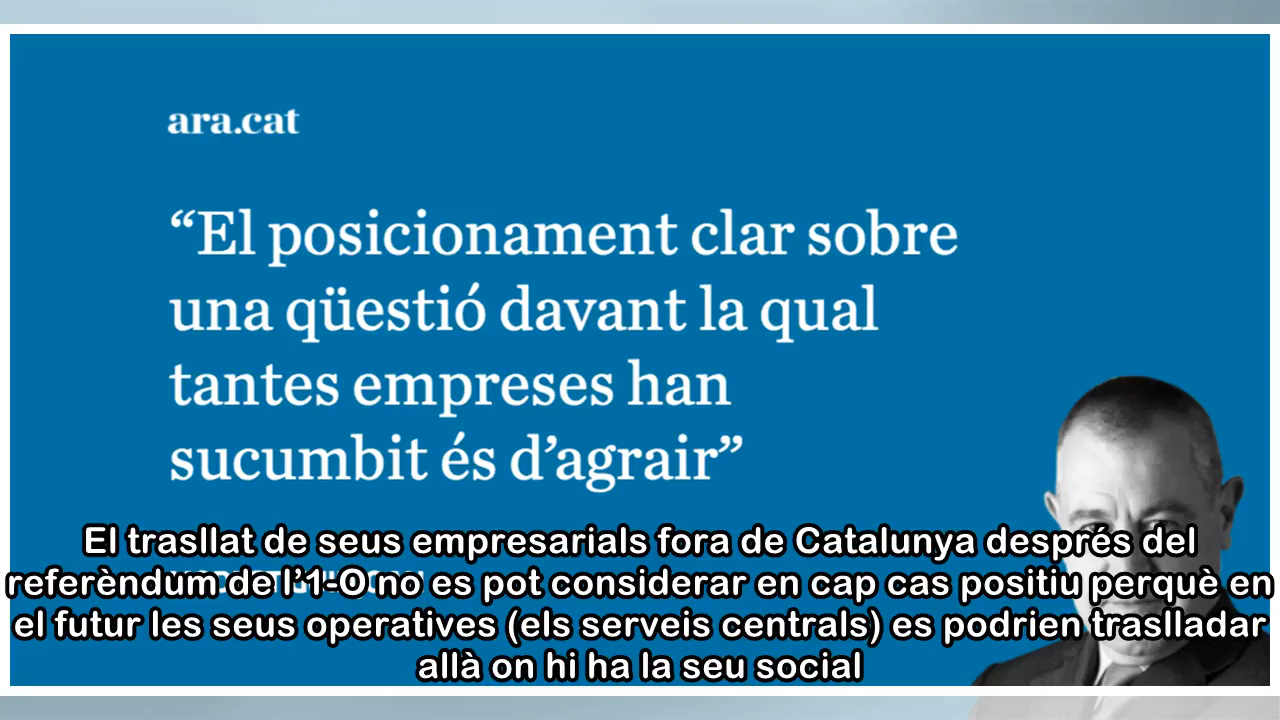 ara.cat
“El posicionament clar sobre
una qüestió davant la qual
tantes empreses han
sucumbit és d’agrair”
El trasllat de seus empresarials fora de Catalunya després del
referèndum de l’1-O no es pot considerar en cap cas positiu perquè en
el futur les seus operatives (els serveis centrals) es podrien traslladar
allà on hi ha la seu social